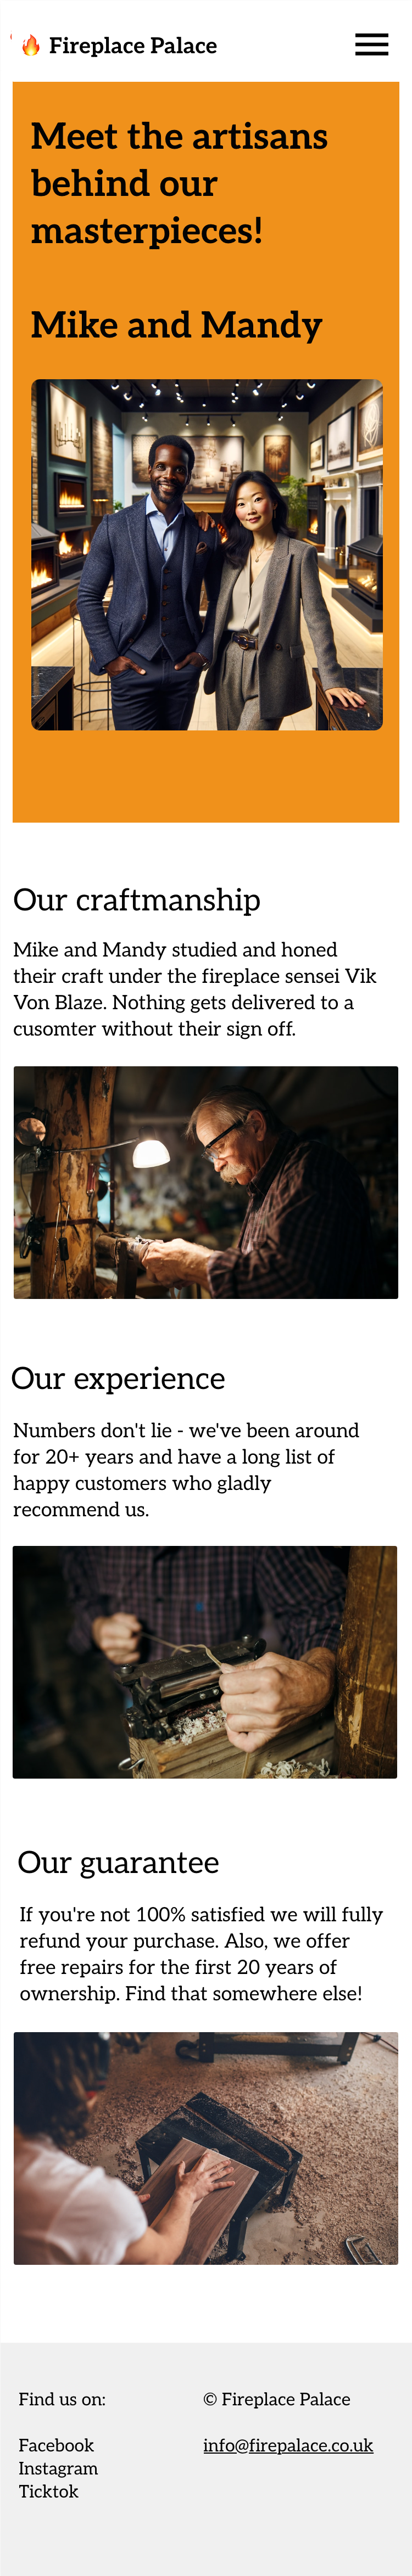 🔥 Fireplace Palace
Meet the artisans
behind our
masterpieces!
Mike and Mandy
Our craftmanship
Mike and Mandy studied and honed
their craft under the fireplace sensei Vik
Von Blaze. Nothing gets delivered to a
cusomter without their sign off.
Our experience
Numbers don't lie - we've been around
for 20+ years and have a long list of
happy customers who gladly
recommend us.
Our guarantee
If you're not 100% satisfied we will fully
refund your purchase. Also, we offer
free repairs for the first 20 years of
ownership. Find that somewhere else!
Find us on:
Facebook
Instagram
Ticktok
© Fireplace Palace
info@firepalace.co.uk